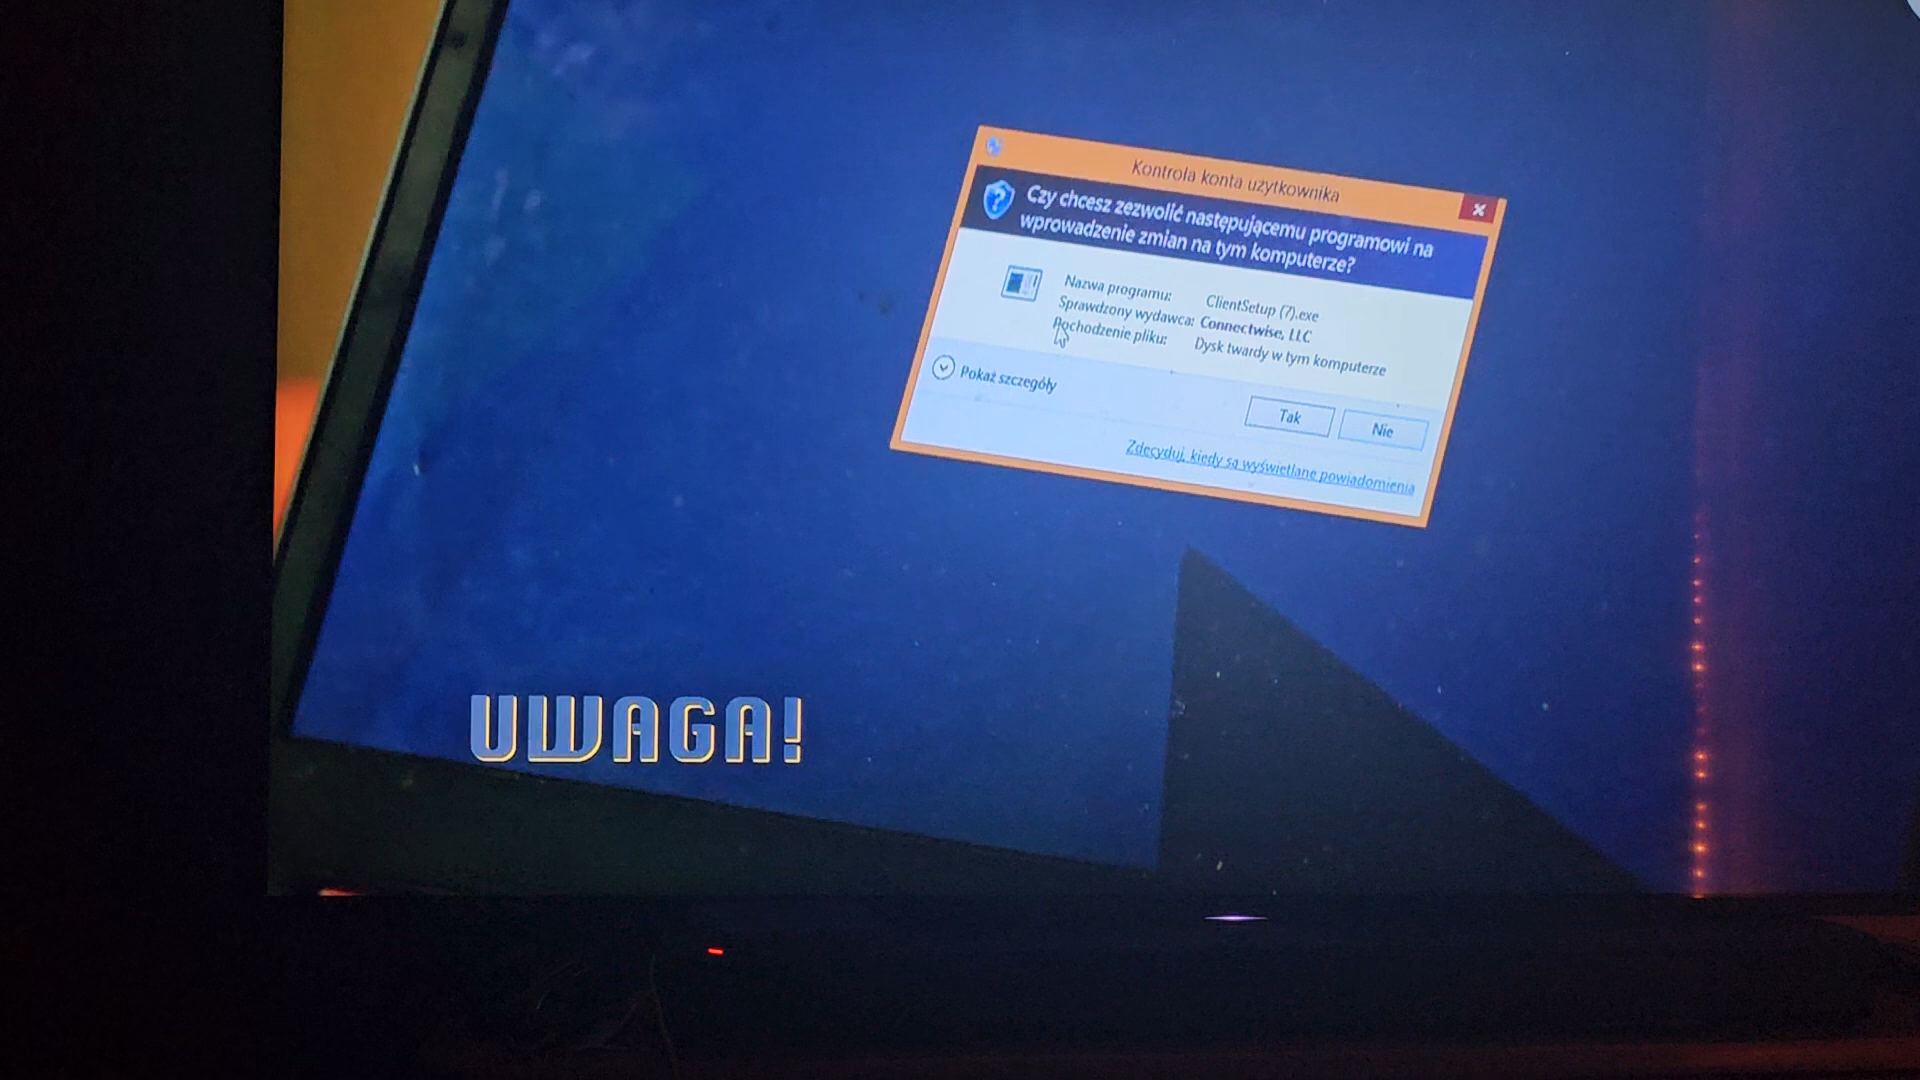 Kontrola konta użytkownika
Czy chcesz zezwolić następującemu programowi na
wprowadzenie zmian na tym komputerze?
Nazwa programu: ClientSetup (7).exe
Sprawdzony wydawca: Connectwise, LLC
Pochodzenie pliku: Dysk twardy w tym komputerze
Pokaż szczegóły
Tak
Nie
Zdecyduj, kiedy są wyświetlane powiadomienia
UWAGA!